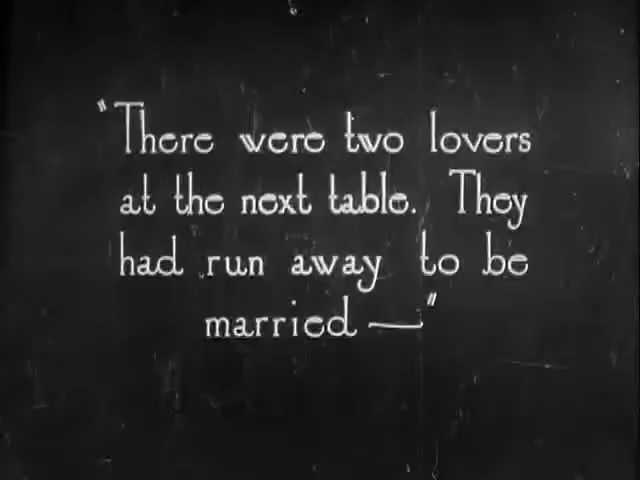 "There were two lovers
at the next table. They
had run away to be
married —"